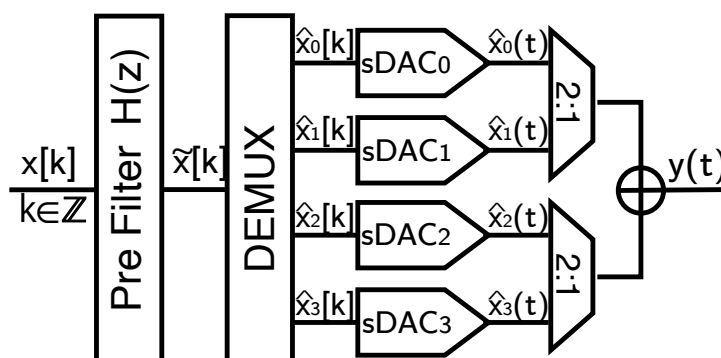 x[k]
k∈ℤ
Pre Filter H(z)
x̃[k]
DEMUX
x̂₀[k]
sDAC₀
x̂₀(t)
x̂₁[k]
sDAC₁
x̂₁(t)
2:1
x̂₂[k]
sDAC₂
x̂₂(t)
x̂₃[k]
sDAC₃
x̂₃(t)
2:1
y(t)